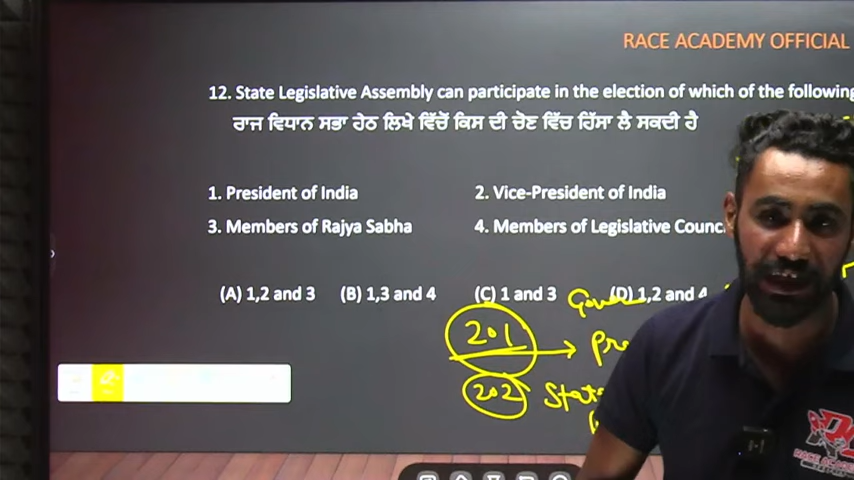 RACE ACADEMY OFFICIAL
12. State Legislative Assembly can participate in the election of which of the following
ਰਾਜ ਵਿਧਾਨ ਸਭਾ ਹੇਠ ਲਿਖੇ ਵਿੱਚੋਂ ਕਿਸ ਦੀ ਚੋਣ ਵਿੱਚ ਹਿੱਸਾ ਲੈ ਸਕਦੀ ਹੈ
1. President of India 2. Vice-President of India
3. Members of Rajya Sabha 4. Members of Legislative
(A) 1,2 and 3 (B) 1,3 and 4 (C) 1 and 3 (D) 1,2 and 4
201
202 State
RACE